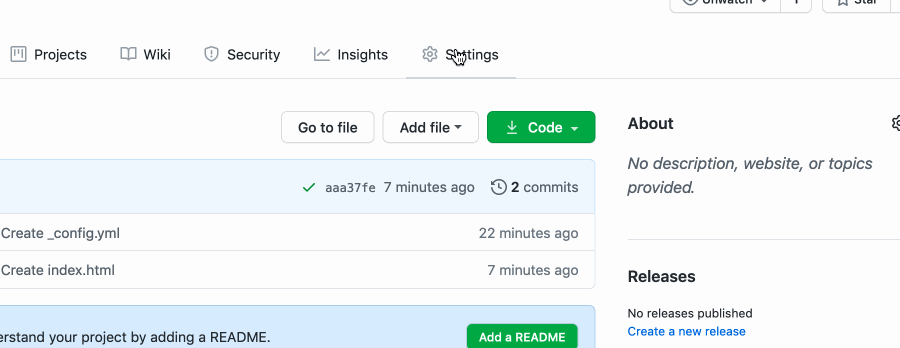 Unwatch 1 Star
Projects Wiki Security Insights Settings
Go to file Add file Code
About
No description, website, or topics
provided.
aaa37fe 7 minutes ago 2 commits
Create _config.yml 22 minutes ago
Create index.html 7 minutes ago
Releases
No releases published
Create a new release
erstand your project by adding a README. Add a README